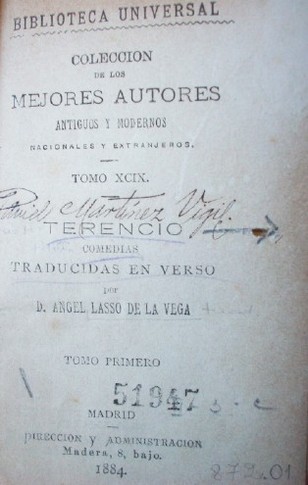 BIBLIOTECA UNIVERSAL
COLECCION
DE LOS
MEJORES AUTORES
ANTIGUOS Y MODERNOS
NACIONALES Y EXTRANJEROS.
TOMO XCIX.
Daniel Martínez Vigil.
TERENCIO
COMEDIAS
TRADUCIDAS EN VERSO
por
D. ANGEL LASSO DE LA VEGA
TOMO PRIMERO
51947
MADRID
DIRECCION y ADMINISTRACION
Madera, 8, bajo.
1884.
872.01